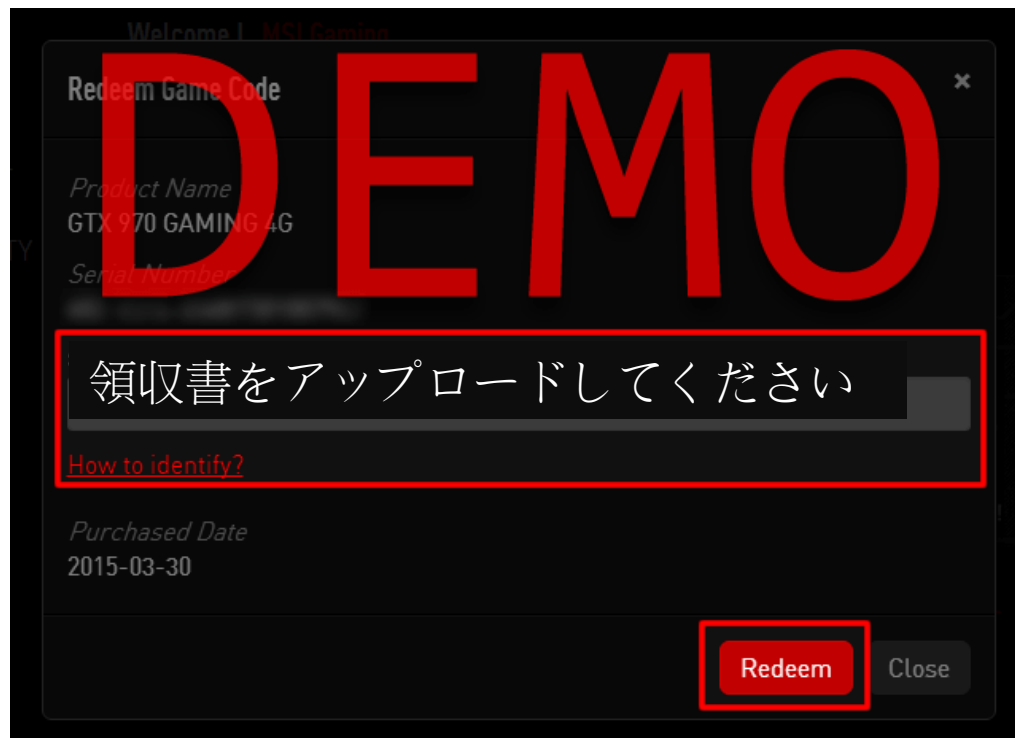 Welcome ! MSI Gaming
Redeem Game Code
×
DEMO
Product Name
GTX 970 GAMING 4G
TY
Serial Number
領収書をアップロードしてください
How to identify?
Purchased Date
2015-03-30
Redeem
Close